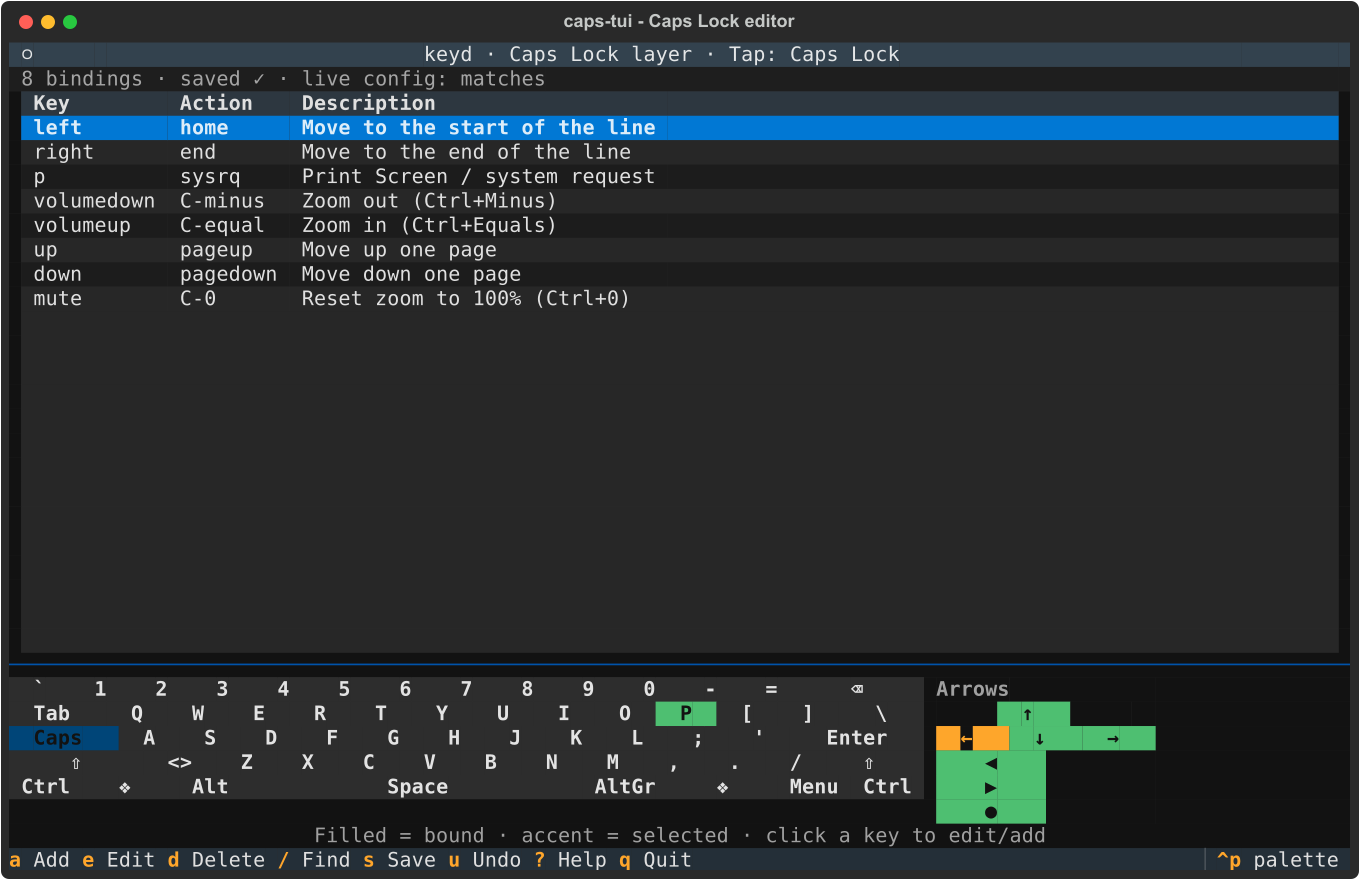 caps-tui - Caps Lock editor
keyd · Caps Lock layer · Tap: Caps Lock
8 bindings · saved ✓ · live config: matches
Key Action Description
left home Move to the start of the line
right end Move to the end of the line
p sysrq Print Screen / system request
volumedown C-minus Zoom out (Ctrl+Minus)
volumeup C-equal Zoom in (Ctrl+Equals)
up pageup Move up one page
down pagedown Move down one page
mute C-0 Reset zoom to 100% (Ctrl+0)
` 1 2 3 4 5 6 7 8 9 0 - = ⌫ Arrows
Tab Q W E R T Y U I O P [ ] \ ↑
Caps A S D F G H J K L ; ' Enter ← ↓ →
⇧ <> Z X C V B N M , . / ⇧ ◀
Ctrl ❖ Alt Space AltGr ❖ Menu Ctrl ▶
●
Filled = bound · accent = selected · click a key to edit/add
a Add e Edit d Delete / Find s Save u Undo ? Help q Quit ^p palette